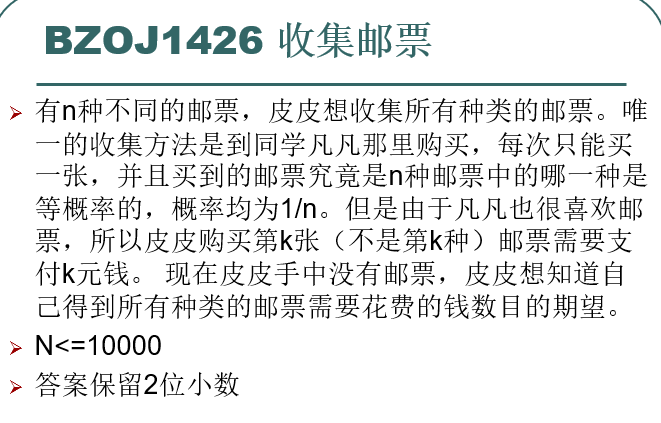 BZOJ1426 收集邮票
有n种不同的邮票，皮皮想收集所有种类的邮票。唯
一的收集方法是到同学凡凡那里购买，每次只能买
一张，并且买到的邮票究竟是n种邮票中的哪一种是
等概率的，概率均为1/n。但是由于凡凡也很喜欢邮
票，所以皮皮购买第k张（不是第k种）邮票需要支
付k元钱。 现在皮皮手中没有邮票，皮皮想知道自
己得到所有种类的邮票需要花费的钱数目的期望。
N<=10000
答案保留2位小数